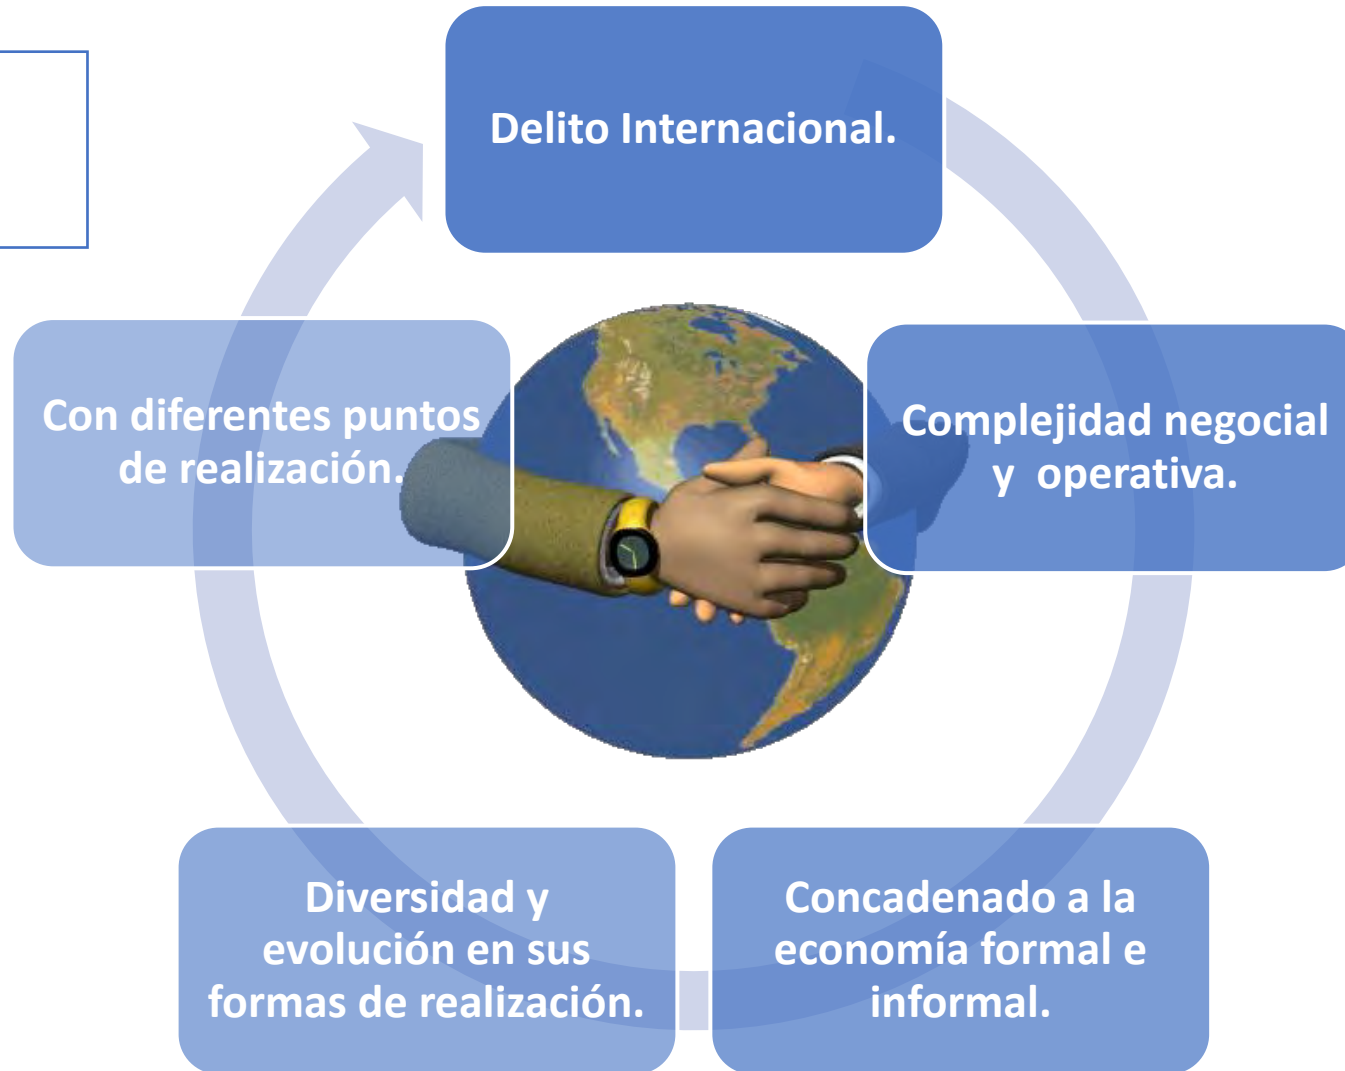 Delito Internacional.
Complejidad negocial
y operativa.
Concadenado a la
economía formal e
informal.
Diversidad y
evolución en sus
formas de realización.
Con diferentes puntos
de realización.